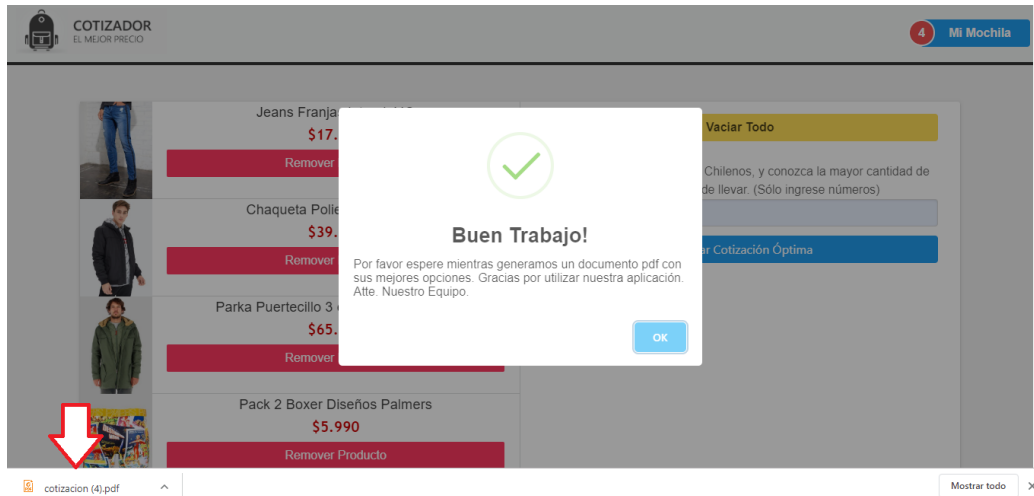 COTIZADOR
EL MEJOR PRECIO
4
Mi Mochila
Jeans Franja
$17.
Remover
Chaqueta Polie
$39.
Remover
Parka Puertecillo 3
$65.
Remover
Pack 2 Boxer Diseños Palmers
$5.990
Remover Producto
Vaciar Todo
Chilenos, y conozca la mayor cantidad de
de llevar. (Sólo ingrese números)
Cotización Óptima
Buen Trabajo!
Por favor espere mientras generamos un documento pdf con
sus mejores opciones. Gracias por utilizar nuestra aplicación.
Atte. Nuestro Equipo.
OK
cotizacion (4).pdf
Mostrar todo